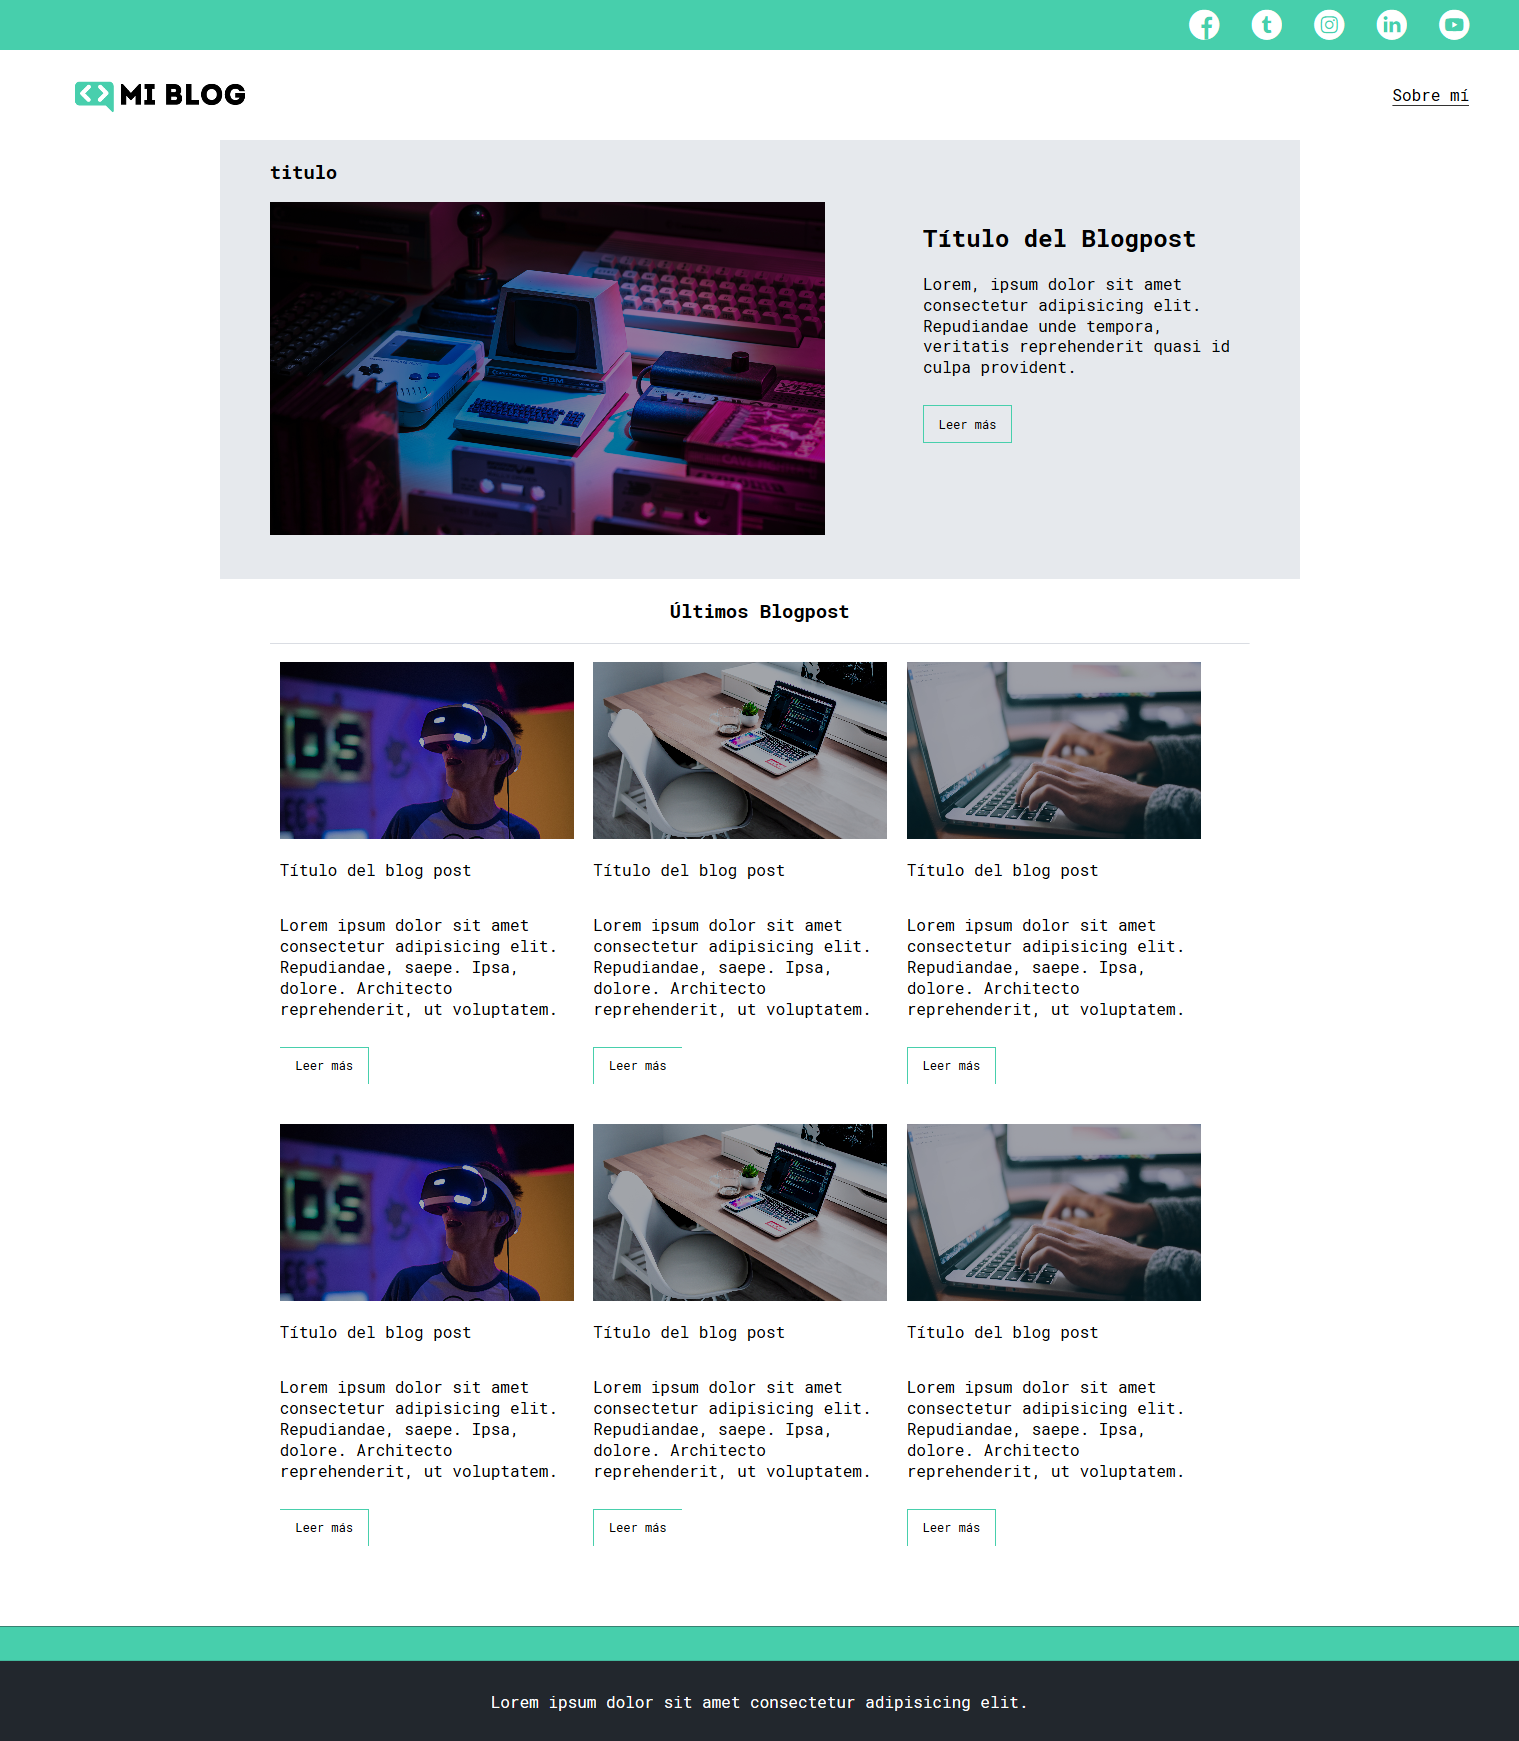 MI BLOG
Sobre mí
titulo
Título del Blogpost
Lorem, ipsum dolor sit amet
consectetur adipisicing elit.
Repudiandae unde tempora,
veritatis reprehenderit quasi id
culpa provident.
Leer más
Últimos Blogpost
Título del blog post
Lorem ipsum dolor sit amet
consectetur adipisicing elit.
Repudiandae, saepe. Ipsa,
dolore. Architecto
reprehenderit, ut voluptatem.
Leer más
Título del blog post
Lorem ipsum dolor sit amet
consectetur adipisicing elit.
Repudiandae, saepe. Ipsa,
dolore. Architecto
reprehenderit, ut voluptatem.
Leer más
Título del blog post
Lorem ipsum dolor sit amet
consectetur adipisicing elit.
Repudiandae, saepe. Ipsa,
dolore. Architecto
reprehenderit, ut voluptatem.
Leer más
Título del blog post
Lorem ipsum dolor sit amet
consectetur adipisicing elit.
Repudiandae, saepe. Ipsa,
dolore. Architecto
reprehenderit, ut voluptatem.
Leer más
Título del blog post
Lorem ipsum dolor sit amet
consectetur adipisicing elit.
Repudiandae, saepe. Ipsa,
dolore. Architecto
reprehenderit, ut voluptatem.
Leer más
Título del blog post
Lorem ipsum dolor sit amet
consectetur adipisicing elit.
Repudiandae, saepe. Ipsa,
dolore. Architecto
reprehenderit, ut voluptatem.
Leer más
Lorem ipsum dolor sit amet consectetur adipisicing elit.